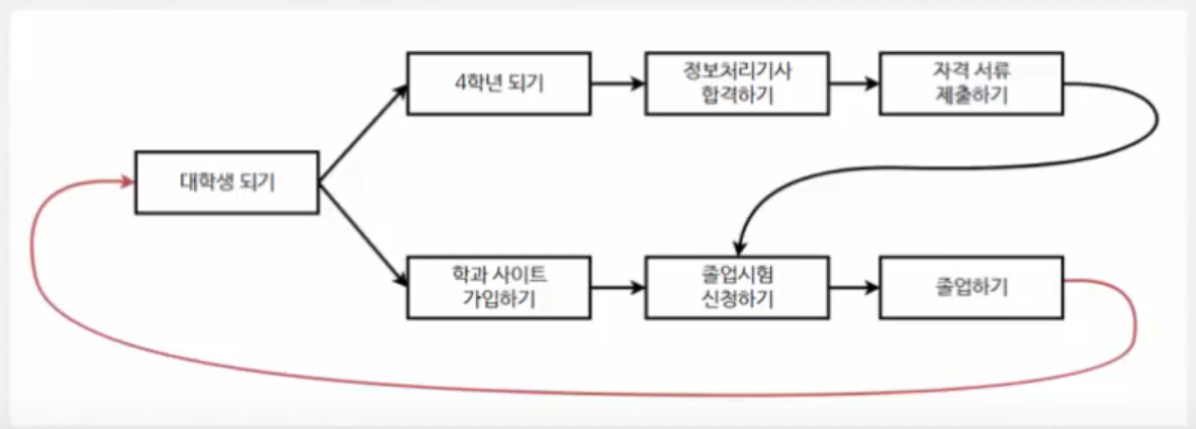 4학년 되기
정보처리기사
합격하기
자격 서류
제출하기
대학생 되기
학과 사이트
가입하기
졸업시험
신청하기
졸업하기